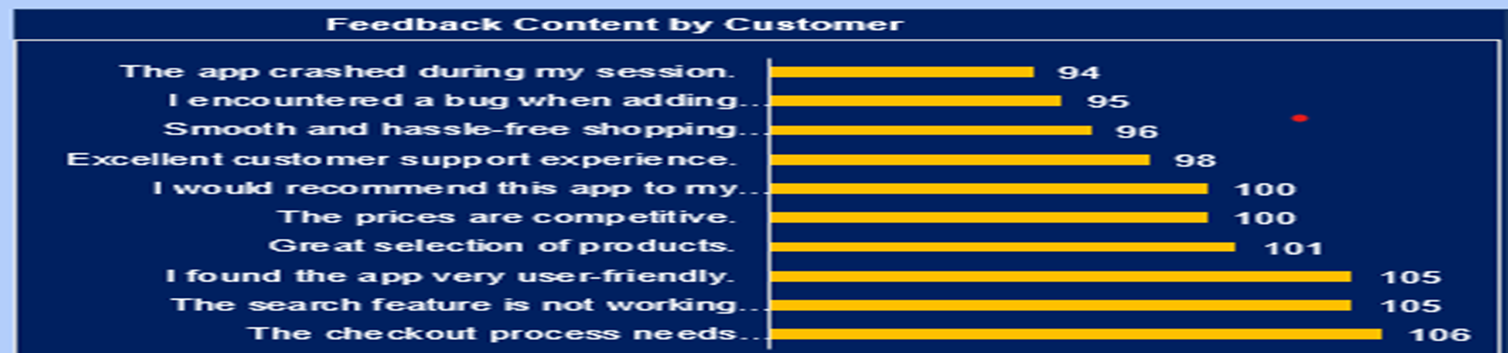 Feedback Content by Customer
The app crashed during my session. 94
I encountered a bug when adding... 95
Smooth and hassle-free shopping... 96
Excellent customer support experience. 98
I would recommend this app to my... 100
The prices are competitive. 100
Great selection of products. 101
I found the app very user-friendly. 105
The search feature is not working... 105
The checkout process needs... 106